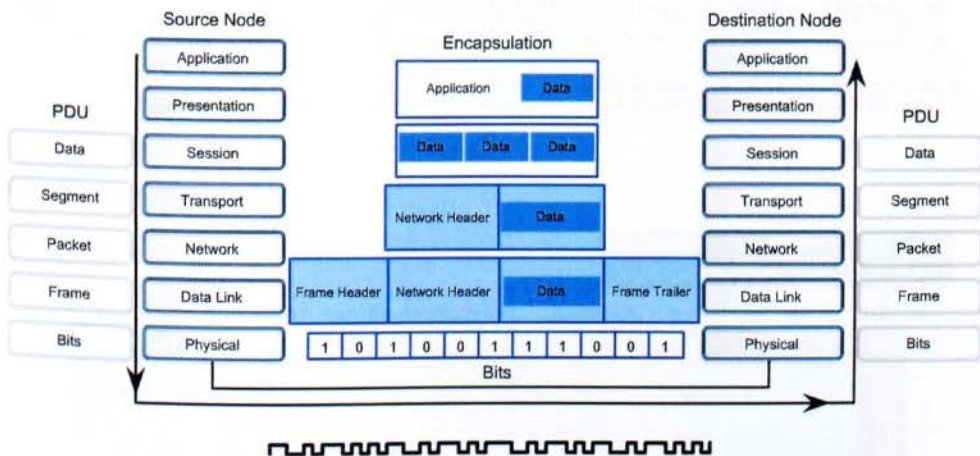 Source Node
Destination Node
Encapsulation
Application
Presentation
Session
Transport
Network
Data Link
Physical
PDU
Data
Segment
Packet
Frame
Bits
Application Data
Data Data Data
Network Header Data
Frame Header Network Header Data Frame Trailer
1 0 1 0 0 1 1 1 0 0 1
Bits
Application
Presentation
Session
Transport
Network
Data Link
Physical
PDU
Data
Segment
Packet
Frame
Bits